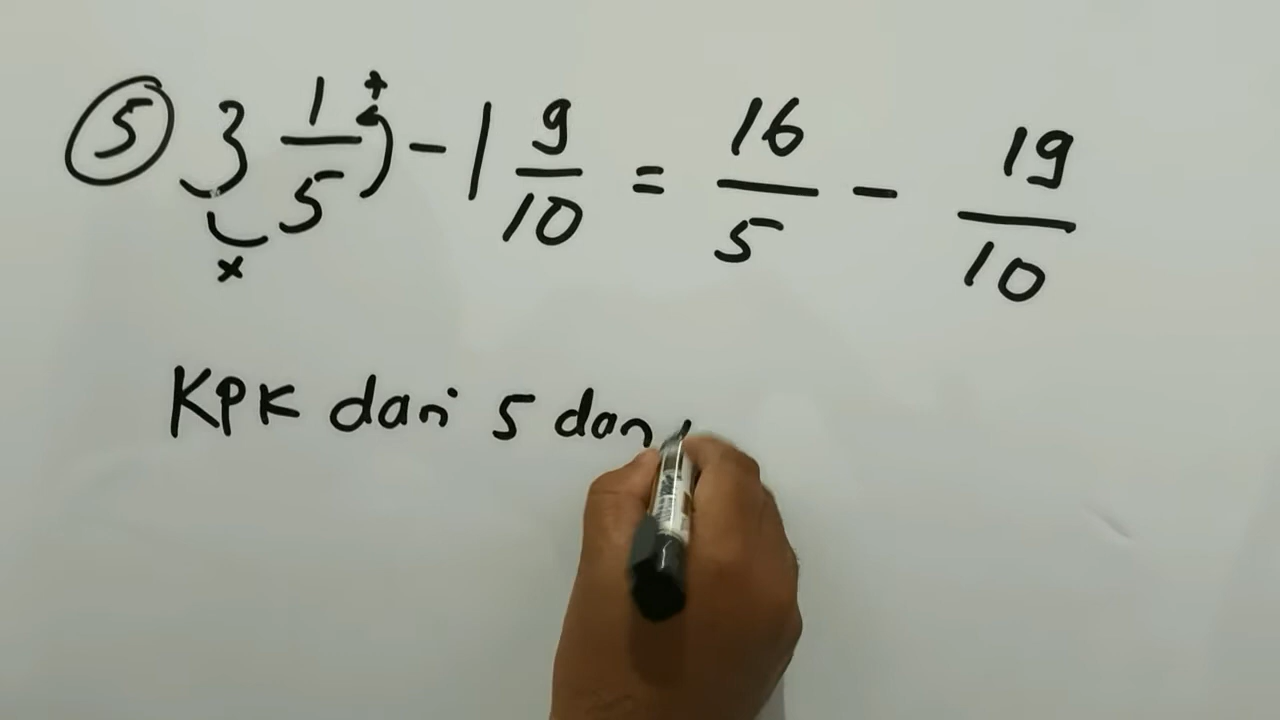 ⑤ 3 1/5 - 1 9/10 = 16/5 - 19/10
+
x
KPK dari 5 dan